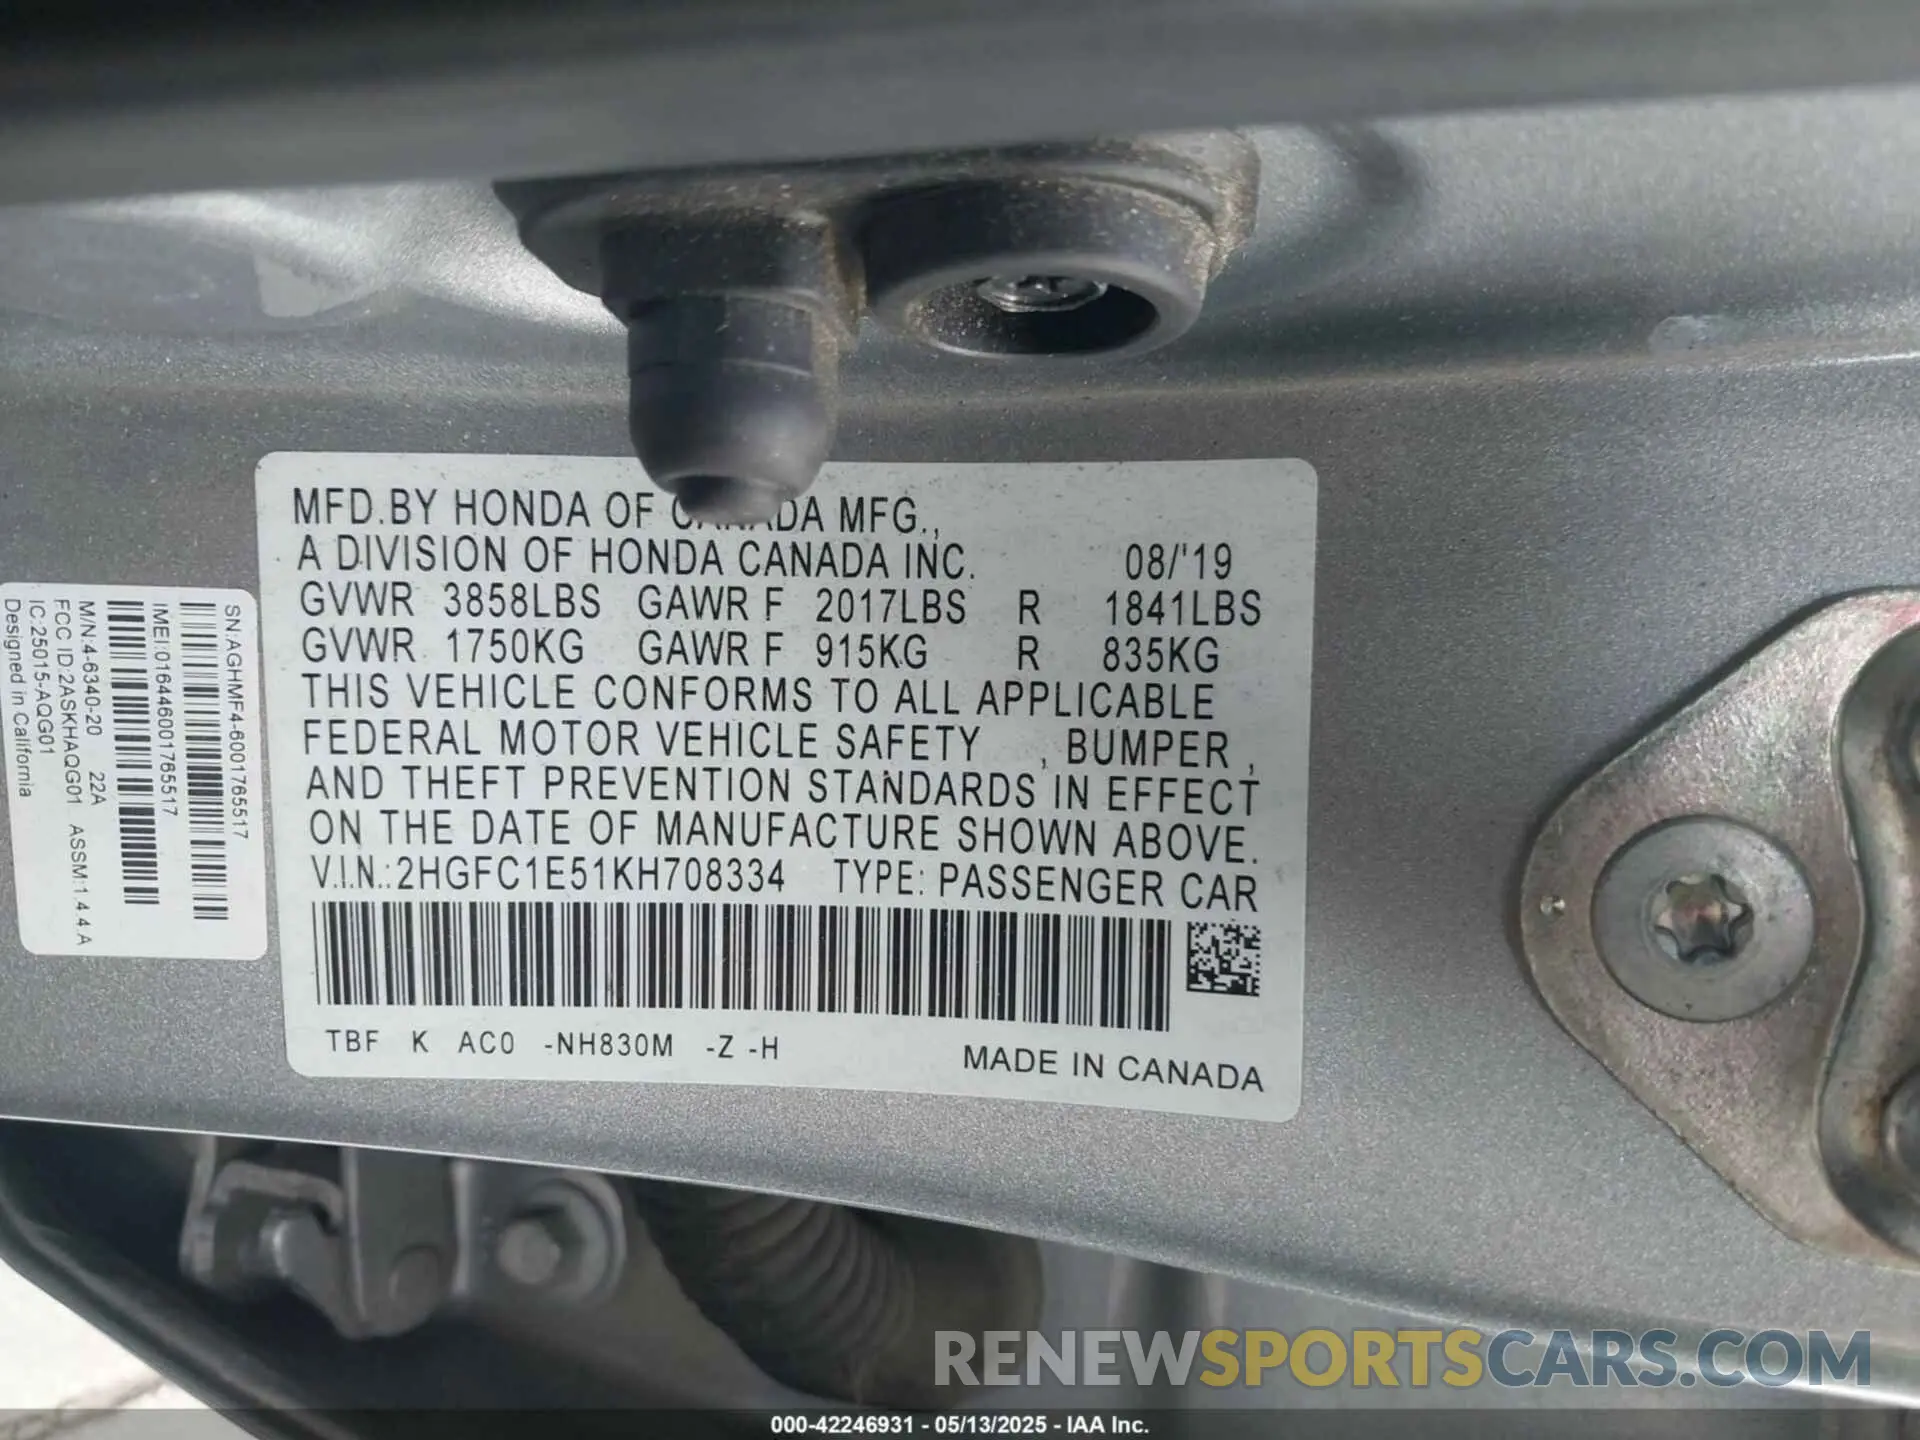 MFD.BY HONDA OF CANADA MFG.,
A DIVISION OF HONDA CANADA INC. 08/'19
GVWR 3858LBS GAWR F 2017LBS R 1841LBS
GVWR 1750KG GAWR F 915KG R 835KG
THIS VEHICLE CONFORMS TO ALL APPLICABLE
FEDERAL MOTOR VEHICLE SAFETY , BUMPER ,
AND THEFT PREVENTION STANDARDS IN EFFECT
ON THE DATE OF MANUFACTURE SHOWN ABOVE.
V.I.N.: 2HGFC1E51KH708334 TYPE: PASSENGER CAR
TBF K AC0 -NH830M -Z -H
MADE IN CANADA
SN:AGHMF4-6001765517
IMEI:016446001765517
M/N:4-6340-20 22A
FCC ID:2ASKHAQGG01 ASSM:1.4.4.A
IC:25015-AQGG01
Designed in California
RENEWSPORTSCARS.COM
000-42246931 - 05/13/2025 - IAA Inc.